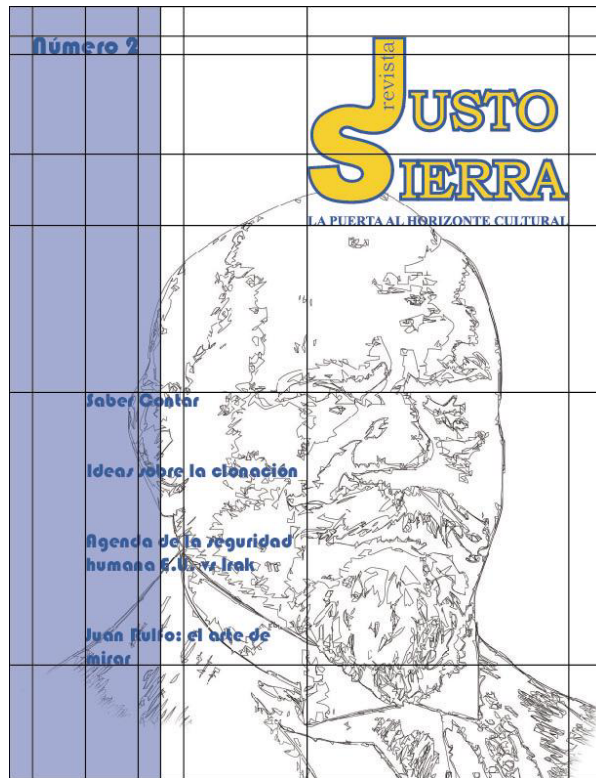 Número 2
revista
JUSTO
SIERRA
LA PUERTA AL HORIZONTE CULTURAL
Saber Contar
Ideas sobre la clonación
Agenda de la seguridad
humana E.U. vs Irak
Juan Rulfo: el arte de
mirar